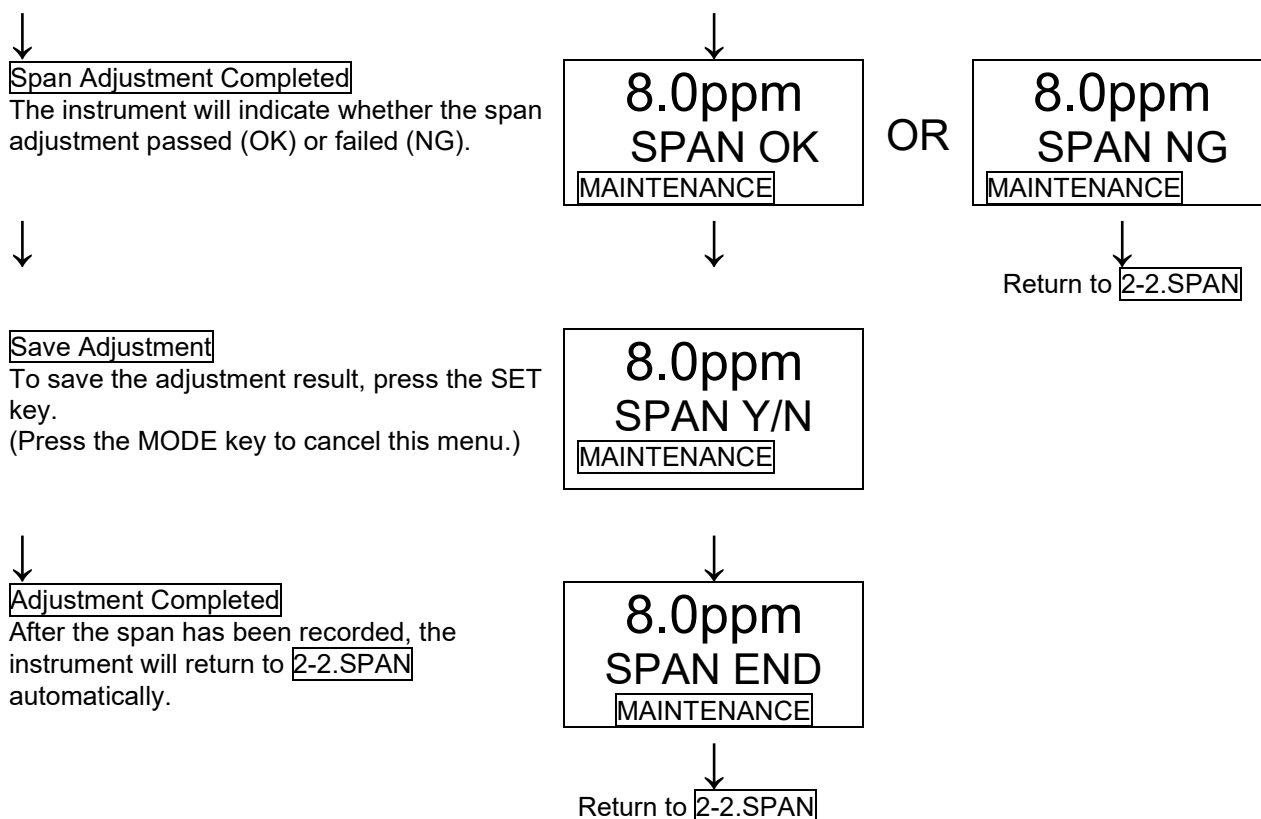 ↓
↓
Span Adjustment Completed
The instrument will indicate whether the span
adjustment passed (OK) or failed (NG).
8.0ppm
SPAN OK
MAINTENANCE
OR
8.0ppm
SPAN NG
MAINTENANCE
↓
↓
↓
Return to 2-2.SPAN
Save Adjustment
To save the adjustment result, press the SET
key.
(Press the MODE key to cancel this menu.)
8.0ppm
SPAN Y/N
MAINTENANCE
↓
↓
Adjustment Completed
After the span has been recorded, the
instrument will return to 2-2.SPAN
automatically.
8.0ppm
SPAN END
MAINTENANCE
↓
Return to 2-2.SPAN